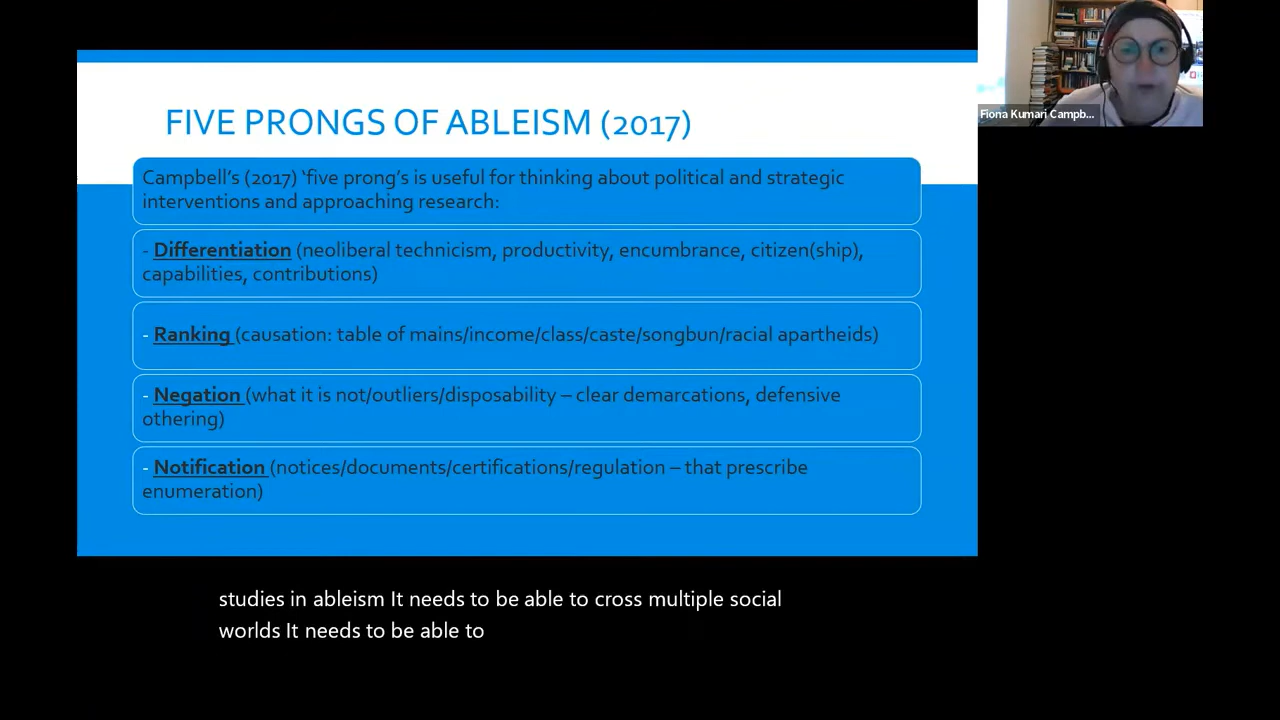 FIVE PRONGS OF ABLEISM (2017)
Campbell's (2017) 'five prong's is useful for thinking about political and strategic
interventions and approaching research:
- Differentiation (neoliberal technicism, productivity, encumbrance, citizen(ship),
capabilities, contributions)
- Ranking (causation: table of mains/income/class/caste/songbun/racial apartheids)
- Negation (what it is not/outliers/disposability – clear demarcations, defensive
othering)
- Notification (notices/documents/certifications/regulation – that prescribe
enumeration)
Fiona Kumari Campb...
studies in ableism It needs to be able to cross multiple social
worlds It needs to be able to